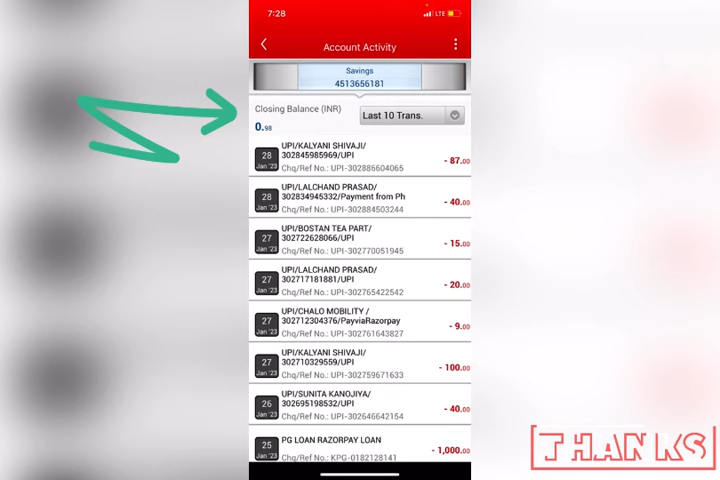 7:28
LTE
Account Activity
Savings
4513656181
Closing Balance (INR)
Last 10 Trans.
0.98
28 Jan '23
UPI/KALYANI SHIVAJI/
302845985969/UPI
Chq/Ref No.: UPI-302886604065
- 87.00
28 Jan '23
UPI/LALCHAND PRASAD/
302834945332/Payment from Ph
Chq/Ref No.: UPI-302884503244
- 40.00
27 Jan '23
UPI/BOSTAN TEA PART/
302722628066/UPI
Chq/Ref No.: UPI-302770051945
- 15.00
27 Jan '23
UPI/LALCHAND PRASAD/
302717181881/UPI
Chq/Ref No.: UPI-302765422542
- 20.00
27 Jan '23
UPI/CHALO MOBILITY /
302712304376/PayviaRazorpay
Chq/Ref No.: UPI-302761643827
- 9.00
27 Jan '23
UPI/KALYANI SHIVAJI/
302710329559/UPI
Chq/Ref No.: UPI-302759671633
- 100.00
26 Jan '23
UPI/SUNITA KANOJIYA/
302695198532/UPI
Chq/Ref No.: UPI-302646642154
- 40.00
25 Jan '23
PG LOAN RAZORPAY LOAN
Chq/Ref No.: KPG-0182128141
- 1,000.00
THANKS